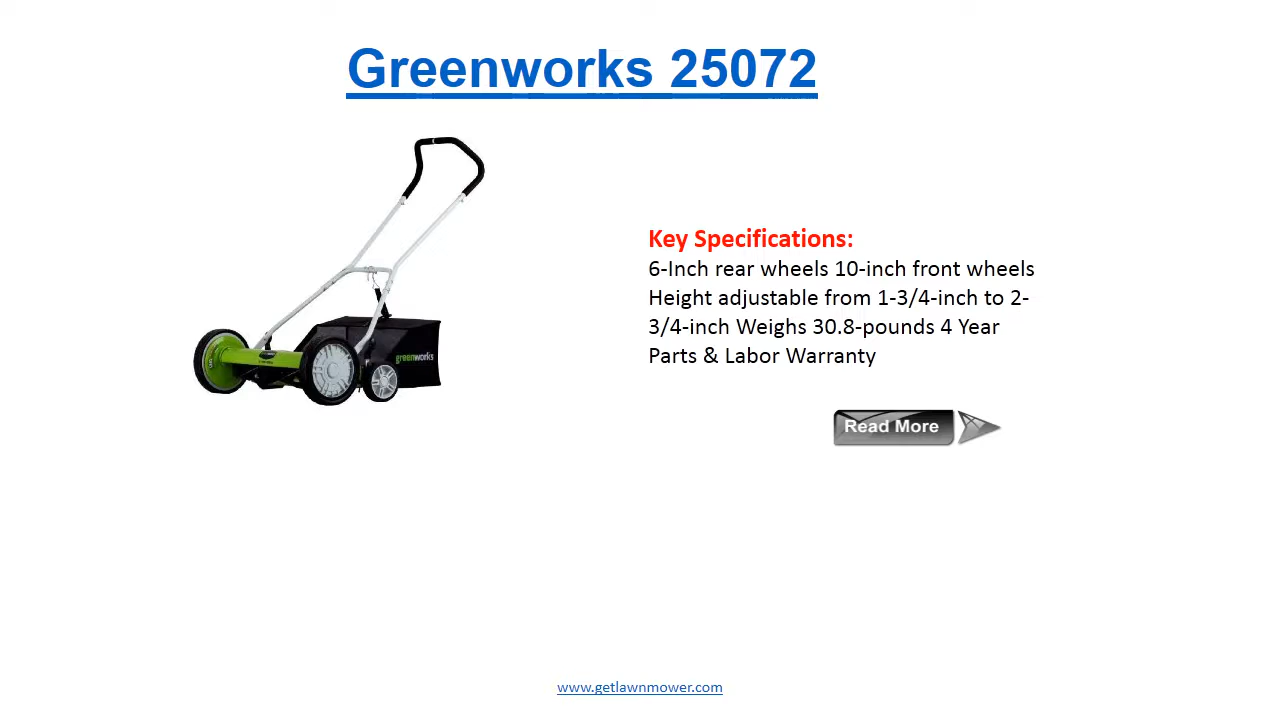 Greenworks 25072
Key Specifications:
6-Inch rear wheels 10-inch front wheels
Height adjustable from 1-3/4-inch to 2-
3/4-inch Weighs 30.8-pounds 4 Year
Parts & Labor Warranty
greenworks
Read More
www.getlawnmower.com